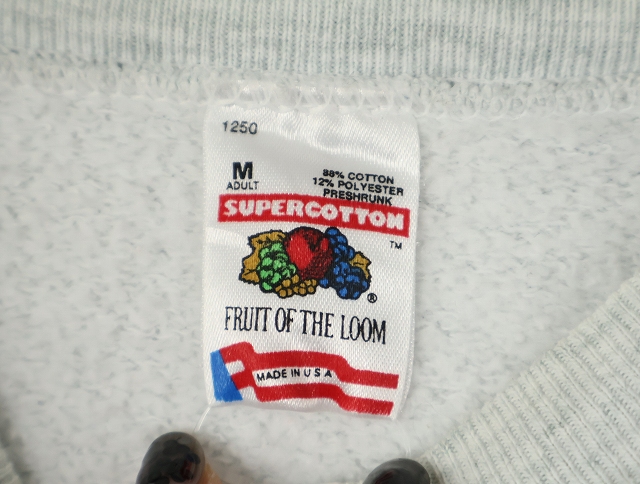 1250
M
ADULT
88% COTTON
12% POLYESTER
PRESHRUNK
SUPERCOTTON
TM
®
FRUIT OF THE LOOM
MADE IN U S A